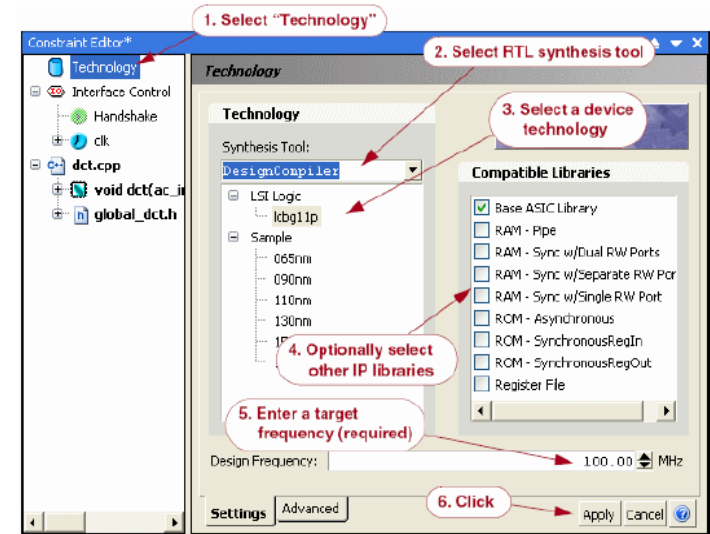 1. Select “Technology”
Constraint Editor*
2. Select RTL synthesis tool
Technology
Interface Control
Handshake
clk
dct.cpp
void dct(ac_i
global_dct.h
Technology
Technology
Synthesis Tool:
DesignCompiler
3. Select a device
technology
LSI Logic
lcbg11p
Sample
065nm
090nm
110nm
130nm
Compatible Libraries
Base ASIC Library
RAM - Pipe
RAM - Sync w/Dual RW Ports
RAM - Sync w/Separate RW Por
RAM - Sync w/Single RW Port
ROM - Asynchronous
ROM - SynchronousRegIn
ROM - SynchronousRegOut
Register File
4. Optionally select
other IP libraries
5. Enter a target
frequency (required)
Design Frequency: 100.00 MHz
6. Click
Settings Advanced
Apply Cancel